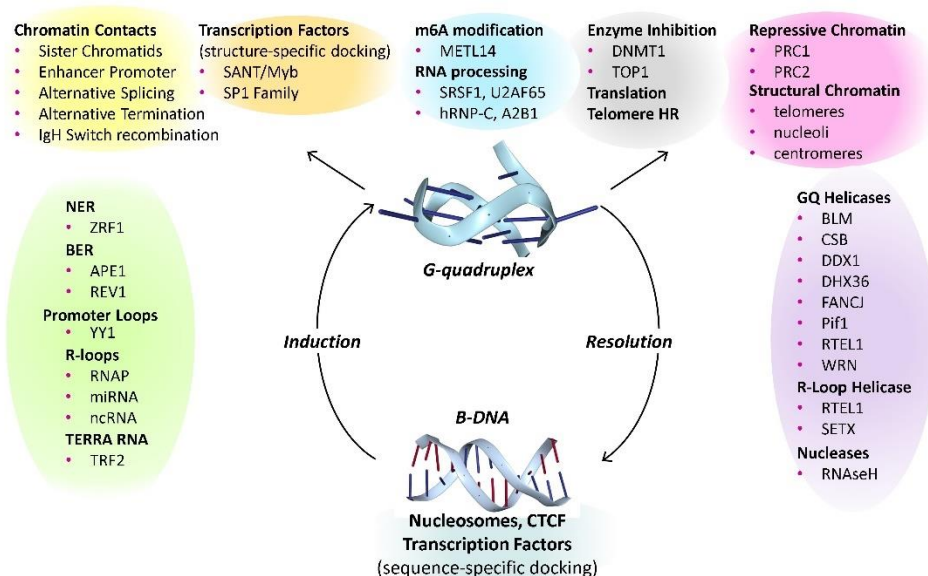 Chromatin Contacts
• Sister Chromatids
• Enhancer Promoter
• Alternative Splicing
• Alternative Termination
• IgH Switch recombination
Transcription Factors
(structure-specific docking)
• SANT/Myb
• SP1 Family
m6A modification
• METL14
RNA processing
• SRSF1, U2AF65
• hRNP-C, A2B1
Enzyme Inhibition
• DNMT1
• TOP1
Translation
Telomere HR
Repressive Chromatin
• PRC1
• PRC2
Structural Chromatin
• telomeres
• nucleoli
• centromeres
NER
• ZRF1
BER
• APE1
• REV1
Promoter Loops
• YY1
R-loops
• RNAP
• miRNA
• ncRNA
TERRA RNA
• TRF2
G-quadruplex
Induction
Resolution
B-DNA
Nucleosomes, CTCF
Transcription Factors
(sequence-specific docking)
GQ Helicases
• BLM
• CSB
• DDX1
• DHX36
• FANCJ
• Pif1
• RTEL1
• WRN
R-Loop Helicase
• RTEL1
• SETX
Nucleases
• RNAseH